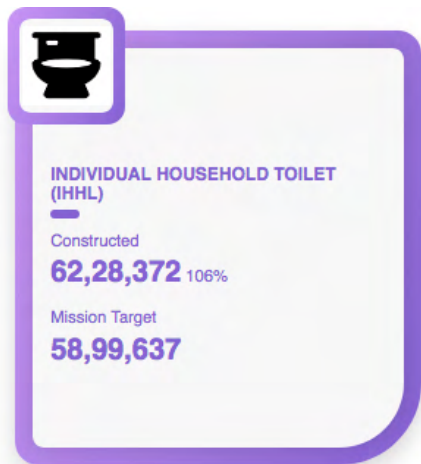 INDIVIDUAL HOUSEHOLD TOILET
(IHHL)
Constructed
62,28,372 106%
Mission Target
58,99,637